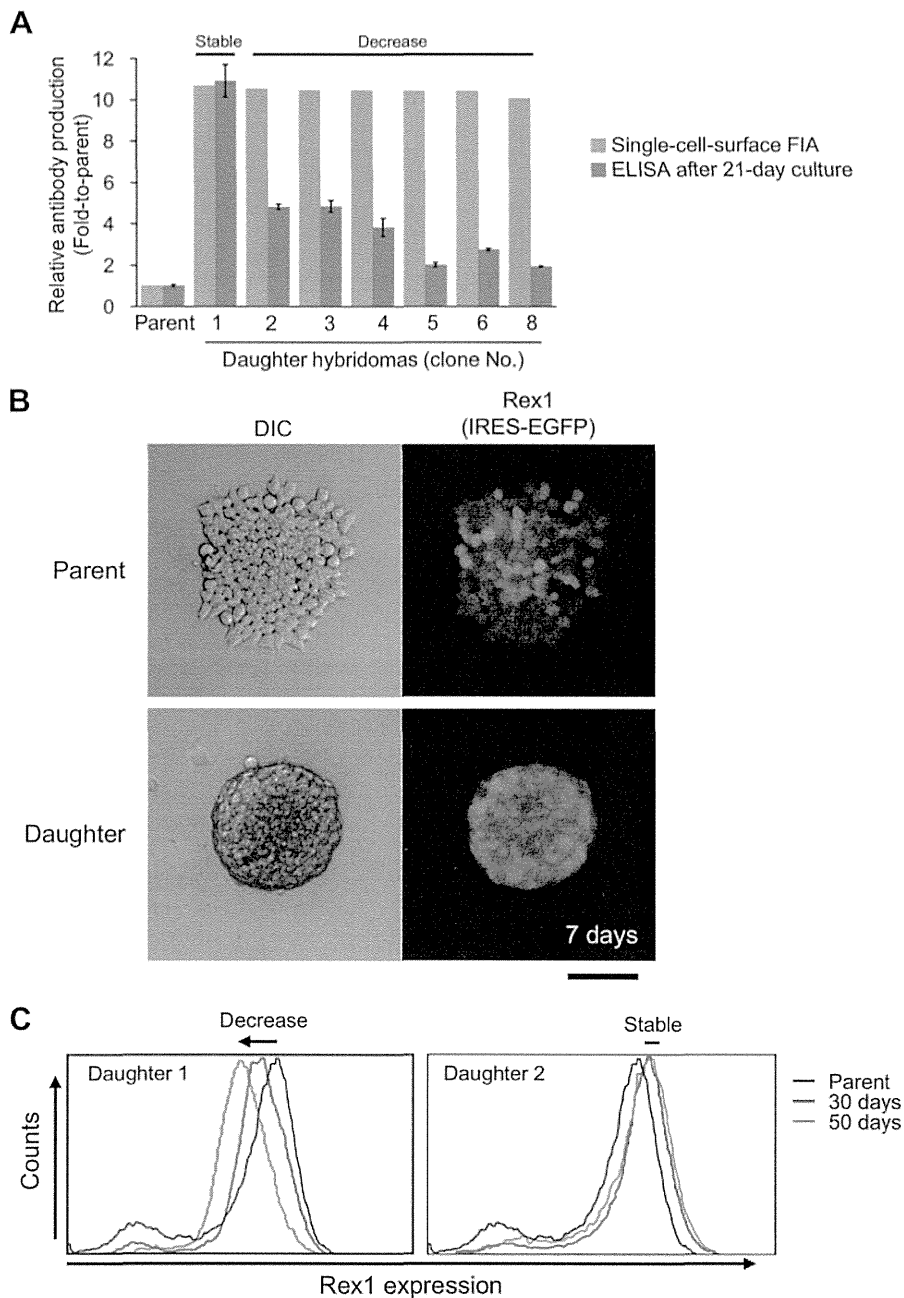 A
Stable
Decrease
12
10
8
6
4
2
0
Relative antibody production
(Fold-to-parent)
Single-cell-surface FIA
ELISA after 21-day culture
Parent 1 2 3 4 5 6 8
Daughter hybridomas (clone No.)
B
DIC
Rex1
(IRES-EGFP)
Parent
Daughter
7 days
C
Decrease
Stable
Daughter 1
Daughter 2
Parent
30 days
50 days
Counts
Rex1 expression